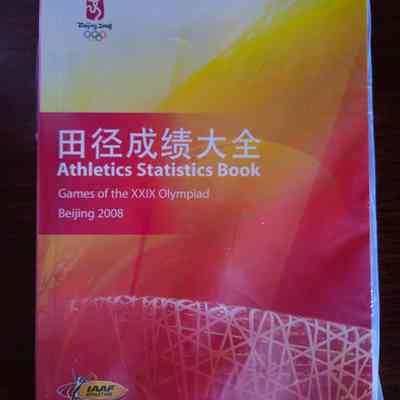 Beijing 2008
田径成绩大全
Athletics Statistics Book
Games of the XXIX Olympiad
Beijing 2008
IAAF
ATHLETICS